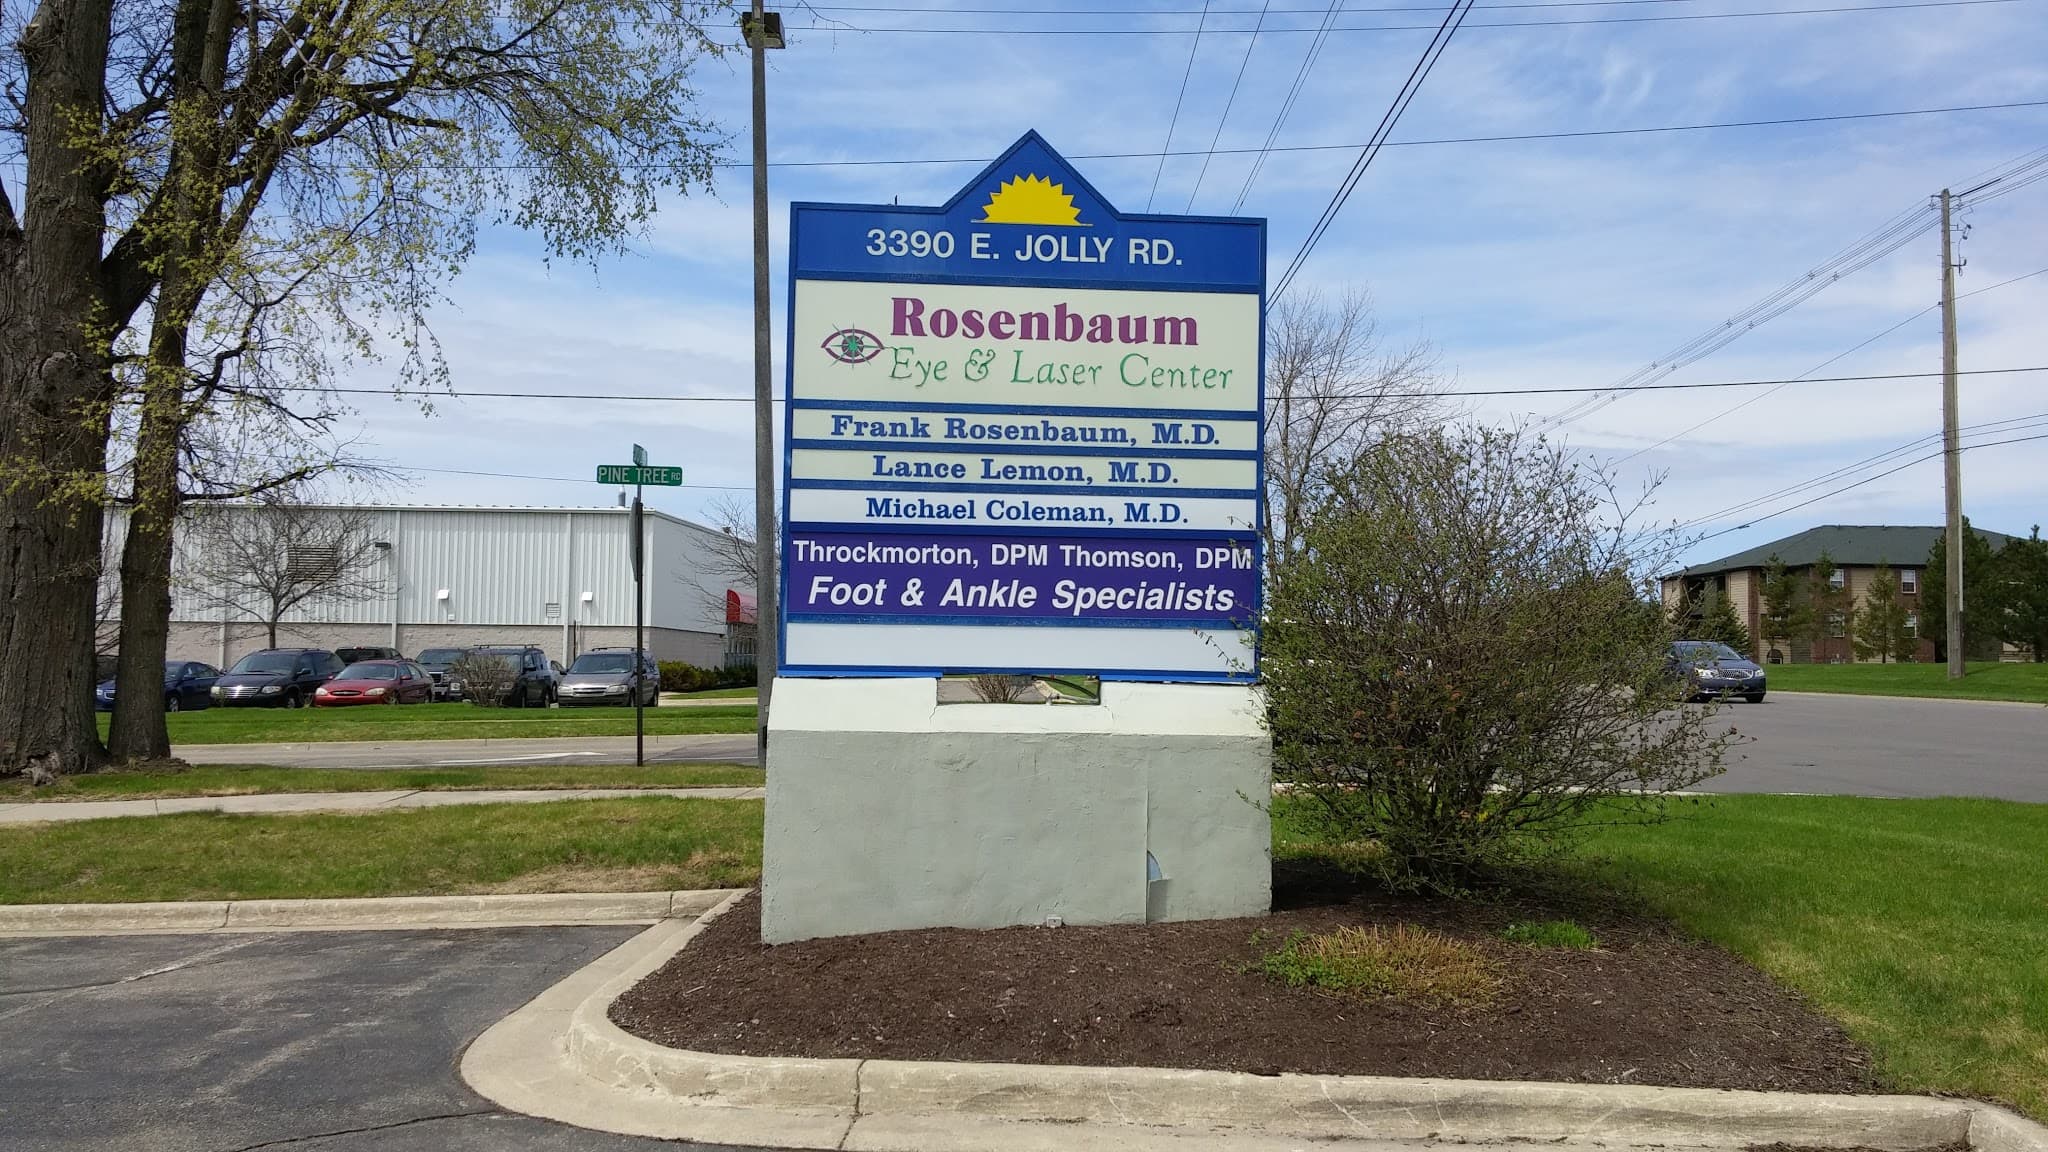 3390 E. JOLLY RD.
Rosenbaum
Eye & Laser Center
Frank Rosenbaum, M.D.
Lance Lemon, M.D.
Michael Coleman, M.D.
Throckmorton, DPM Thomson, DPM
Foot & Ankle Specialists
PINE TREE RD